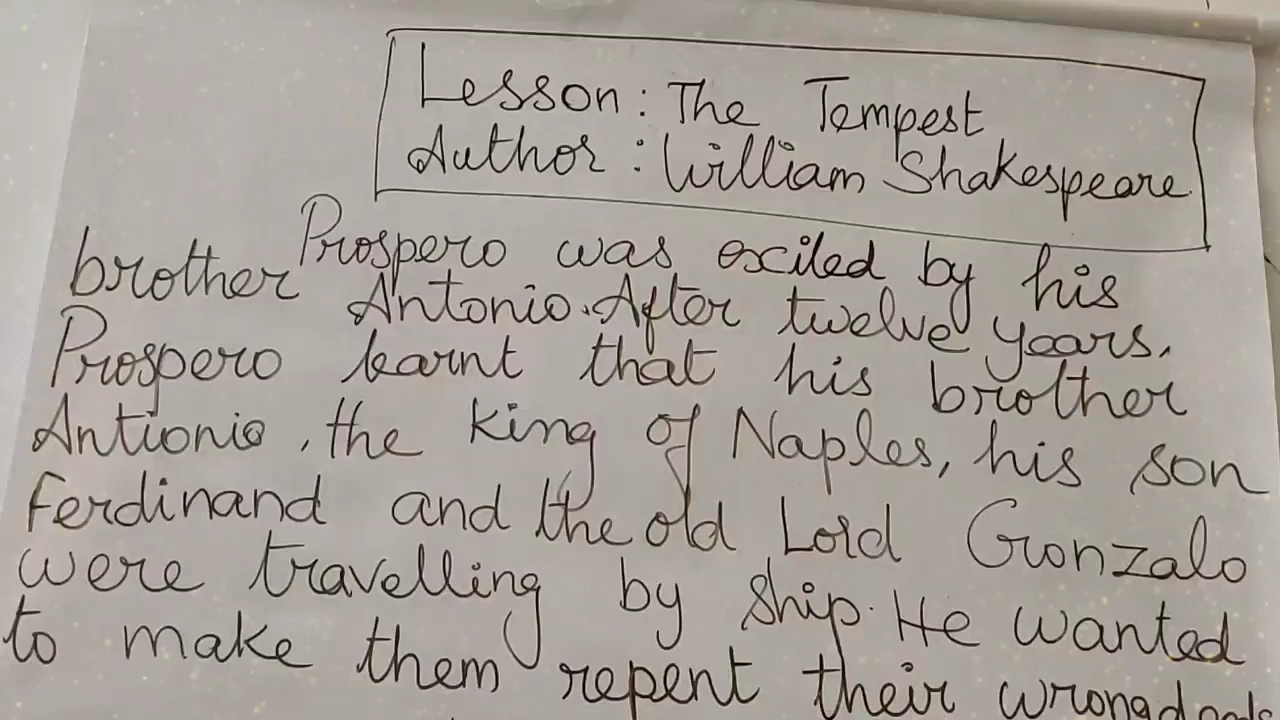 Lesson: The Tempest
Author: William Shakespeare
Prospero was exciled by his
brother Antonio. After twelve years,
Prospero learnt that his brother
Antionio, the king of Naples, his son
Ferdinand and the old Lord Gonzalo
were travelling by ship. He wanted
to make them repent their